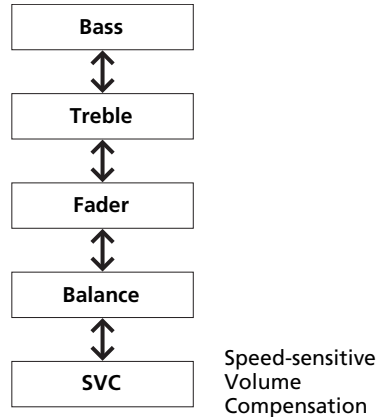 Bass
Treble
Fader
Balance
SVC
Speed-sensitive
Volume
Compensation